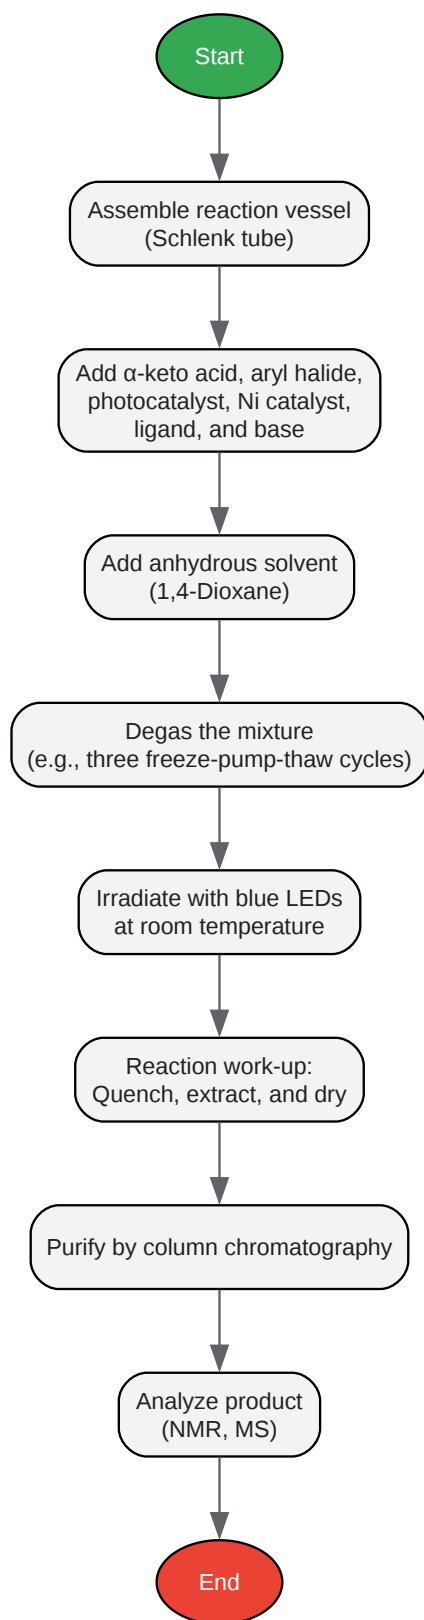 Start
Assemble reaction vessel
(Schlenk tube)
Add α-keto acid, aryl halide,
photocatalyst, Ni catalyst,
ligand, and base
Add anhydrous solvent
(1,4-Dioxane)
Degas the mixture
(e.g., three freeze-pump-thaw cycles)
Irradiate with blue LEDs
at room temperature
Reaction work-up:
Quench, extract, and dry
Purify by column chromatography
Analyze product
(NMR, MS)
End